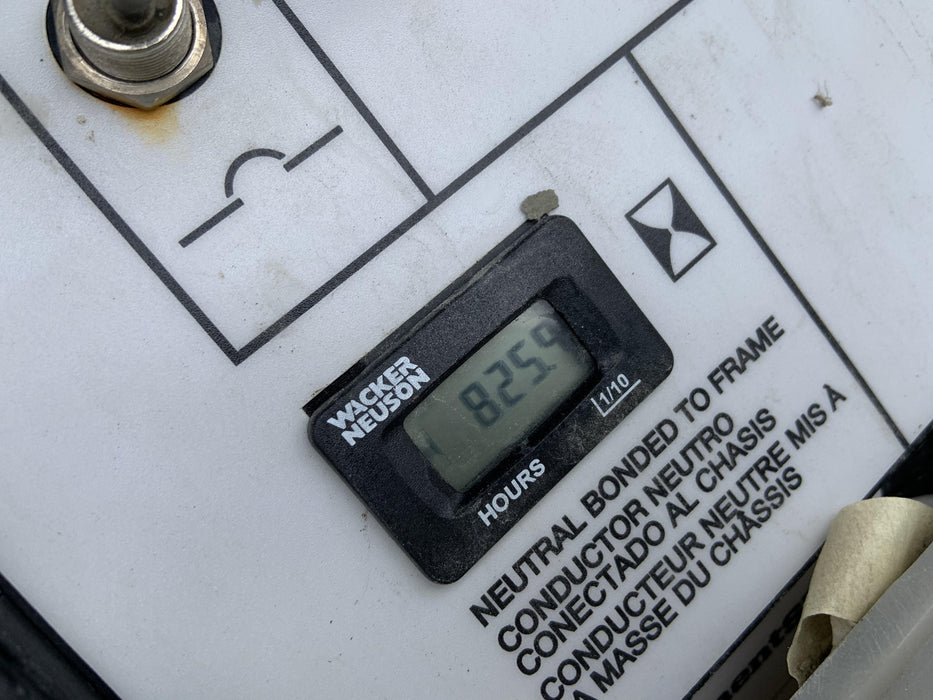 WACKER
NEUSON
825.9
HOURS
1/10
NEUTRAL BONDED TO FRAME
CONDUCTOR NEUTRO
CONECTADO AL CHASIS
CONDUCTEUR NEUTRE MIS À
A MASSE DU CHÂSSIS